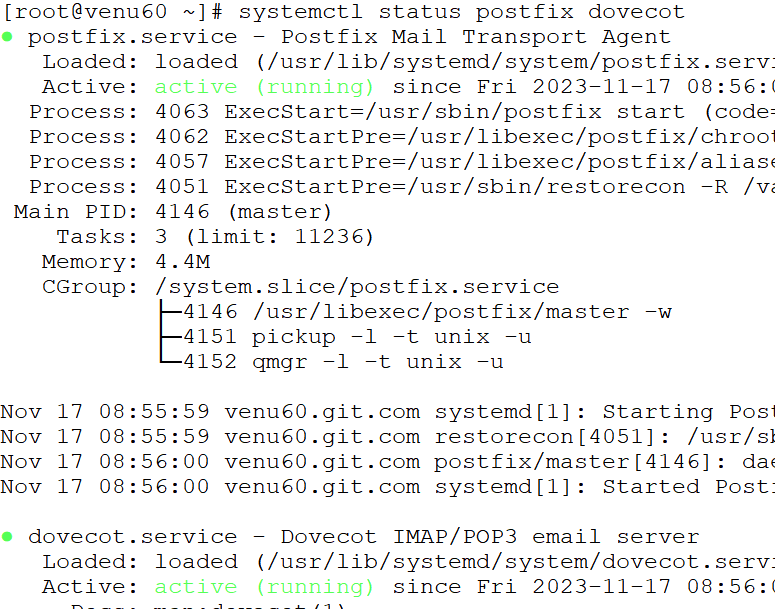 [root@venu60 ~]# systemctl status postfix dovecot
● postfix.service - Postfix Mail Transport Agent
   Loaded: loaded (/usr/lib/systemd/system/postfix.servi
   Active: active (running) since Fri 2023-11-17 08:56:0
  Process: 4063 ExecStart=/usr/sbin/postfix start (code=
  Process: 4062 ExecStartPre=/usr/libexec/postfix/chroot
  Process: 4057 ExecStartPre=/usr/libexec/postfix/aliase
  Process: 4051 ExecStartPre=/usr/sbin/restorecon -R /va
 Main PID: 4146 (master)
    Tasks: 3 (limit: 11236)
   Memory: 4.4M
   CGroup: /system.slice/postfix.service
           ├─4146 /usr/libexec/postfix/master -w
           ├─4151 pickup -l -t unix -u
           └─4152 qmgr -l -t unix -u

Nov 17 08:55:59 venu60.git.com systemd[1]: Starting Post
Nov 17 08:55:59 venu60.git.com restorecon[4051]: /usr/sb
Nov 17 08:56:00 venu60.git.com postfix/master[4146]: dae
Nov 17 08:56:00 venu60.git.com systemd[1]: Started Postf

● dovecot.service - Dovecot IMAP/POP3 email server
   Loaded: loaded (/usr/lib/systemd/system/dovecot.servi
   Active: active (running) since Fri 2023-11-17 08:56:0
     Docs: man:dovecot(1)